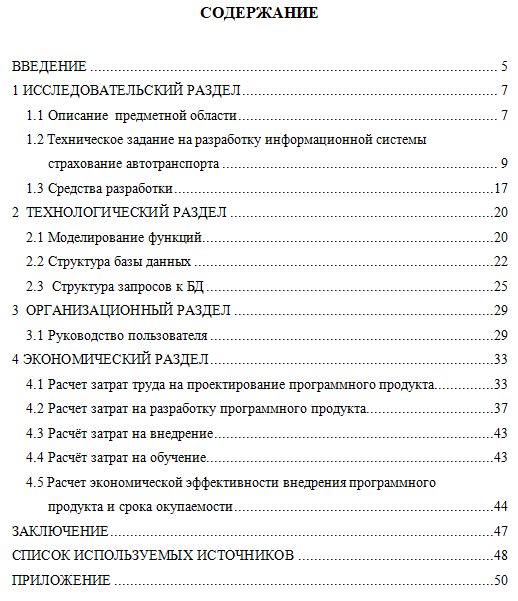 СОДЕРЖАНИЕ
ВВЕДЕНИЕ 5
1 ИССЛЕДОВАТЕЛЬСКИЙ РАЗДЕЛ 7
1.1 Описание предметной области 7
1.2 Техническое задание на разработку информационной системы
страхование автотранспорта 9
1.3 Средства разработки 17
2 ТЕХНОЛОГИЧЕСКИЙ РАЗДЕЛ 20
2.1 Моделирование функций 20
2.2 Структура базы данных 22
2.3 Структура запросов к БД 25
3 ОРГАНИЗАЦИОННЫЙ РАЗДЕЛ 29
3.1 Руководство пользователя 29
4 ЭКОНОМИЧЕСКИЙ РАЗДЕЛ 33
4.1 Расчет затрат труда на проектирование программного продукта 33
4.2 Расчет затрат на разработку программного продукта 37
4.3 Расчёт затрат на внедрение 43
4.4 Расчёт затрат на обучение 43
4.5 Расчет экономической эффективности внедрения программного
продукта и срока окупаемости 44
ЗАКЛЮЧЕНИЕ 47
СПИСОК ИСПОЛЬЗУЕМЫХ ИСТОЧНИКОВ 48
ПРИЛОЖЕНИЕ 50